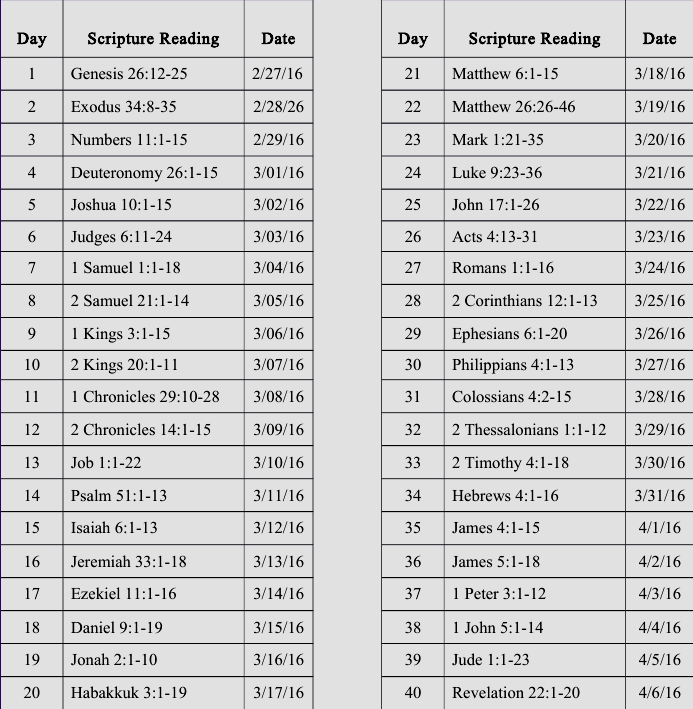 Day Scripture Reading Date
1 Genesis 26:12-25 2/27/16
2 Exodus 34:8-35 2/28/26
3 Numbers 11:1-15 2/29/16
4 Deuteronomy 26:1-15 3/01/16
5 Joshua 10:1-15 3/02/16
6 Judges 6:11-24 3/03/16
7 1 Samuel 1:1-18 3/04/16
8 2 Samuel 21:1-14 3/05/16
9 1 Kings 3:1-15 3/06/16
10 2 Kings 20:1-11 3/07/16
11 1 Chronicles 29:10-28 3/08/16
12 2 Chronicles 14:1-15 3/09/16
13 Job 1:1-22 3/10/16
14 Psalm 51:1-13 3/11/16
15 Isaiah 6:1-13 3/12/16
16 Jeremiah 33:1-18 3/13/16
17 Ezekiel 11:1-16 3/14/16
18 Daniel 9:1-19 3/15/16
19 Jonah 2:1-10 3/16/16
20 Habakkuk 3:1-19 3/17/16
Day Scripture Reading Date
21 Matthew 6:1-15 3/18/16
22 Matthew 26:26-46 3/19/16
23 Mark 1:21-35 3/20/16
24 Luke 9:23-36 3/21/16
25 John 17:1-26 3/22/16
26 Acts 4:13-31 3/23/16
27 Romans 1:1-16 3/24/16
28 2 Corinthians 12:1-13 3/25/16
29 Ephesians 6:1-20 3/26/16
30 Philippians 4:1-13 3/27/16
31 Colossians 4:2-15 3/28/16
32 2 Thessalonians 1:1-12 3/29/16
33 2 Timothy 4:1-18 3/30/16
34 Hebrews 4:1-16 3/31/16
35 James 4:1-15 4/1/16
36 James 5:1-18 4/2/16
37 1 Peter 3:1-12 4/3/16
38 1 John 5:1-14 4/4/16
39 Jude 1:1-23 4/5/16
40 Revelation 22:1-20 4/6/16